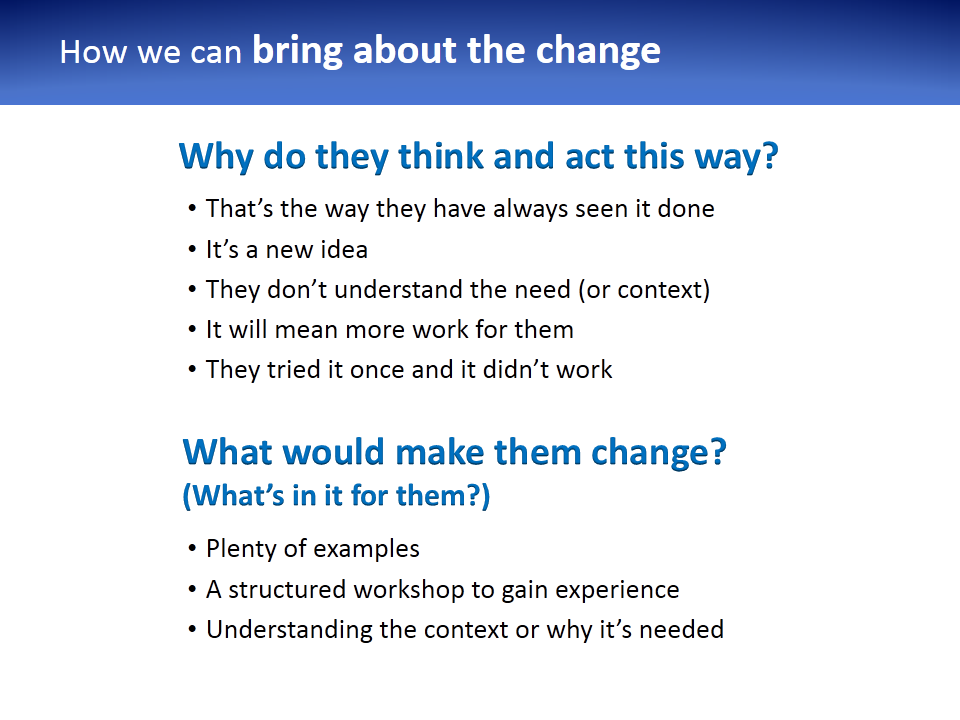 How we can bring about the change
Why do they think and act this way?
• That’s the way they have always seen it done
• It’s a new idea
• They don’t understand the need (or context)
• It will mean more work for them
• They tried it once and it didn’t work
What would make them change?
(What’s in it for them?)
• Plenty of examples
• A structured workshop to gain experience
• Understanding the context or why it’s needed